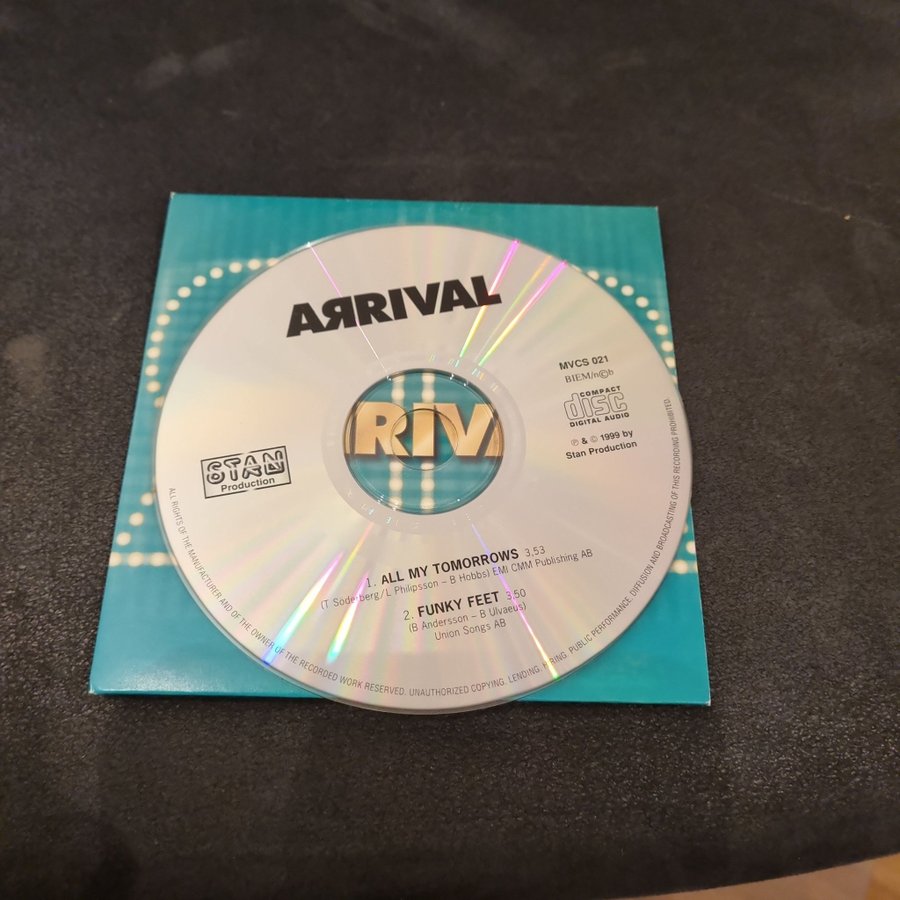 AЯRIVAL
MVCS 021
BIEM/n©b
COMPACT
disc
DIGITAL AUDIO
℗ & © 1999 by
Stan Production
RIV
STAN
Production
1. ALL MY TOMORROWS 3,53
(T Söderberg/L Philipsson – B Hobbs) EMI CMM Publishing AB
2. FUNKY FEET 3,50
(B Andersson – B Ulvaeus)
Union Songs AB
ALL RIGHTS OF THE MANUFACTURER AND OF THE OWNER OF THE RECORDED WORK RESERVED. UNAUTHORIZED COPYING, LENDING, HIRING, PUBLIC PERFORMANCE, DIFFUSION AND BROADCASTING OF THIS RECORDING PROHIBITED.